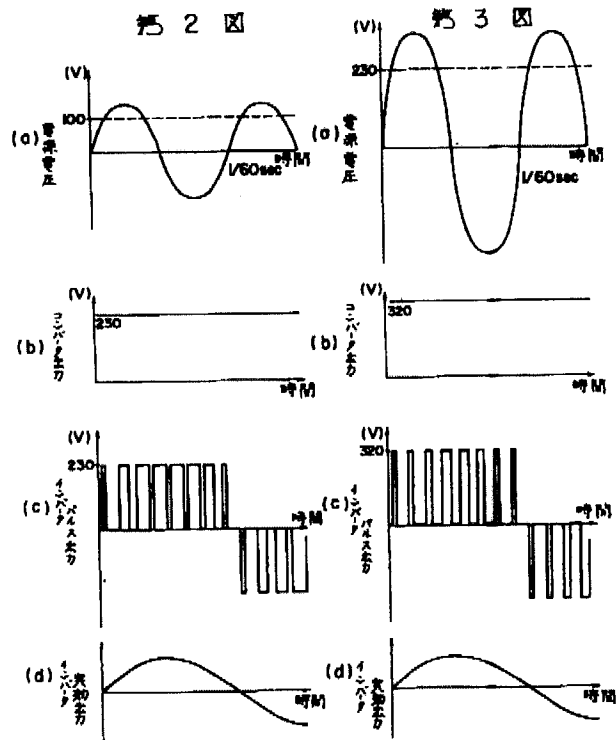 第2図
(V)
100
(a)
電源電圧
時間
1/60sec
(V)
230
(b)
コンバータ出力
時間
(V)
230
(c)
インバータ
パルス出力
時間
(d)
インバータ
実効出力
時間
第3図
(V)
230
(a)
電源電圧
時間
1/60sec
(V)
320
(b)
コンバータ出力
時間
(V)
320
(c)
インバータ
パルス出力
時間
(d)
インバータ
実効出力
時間